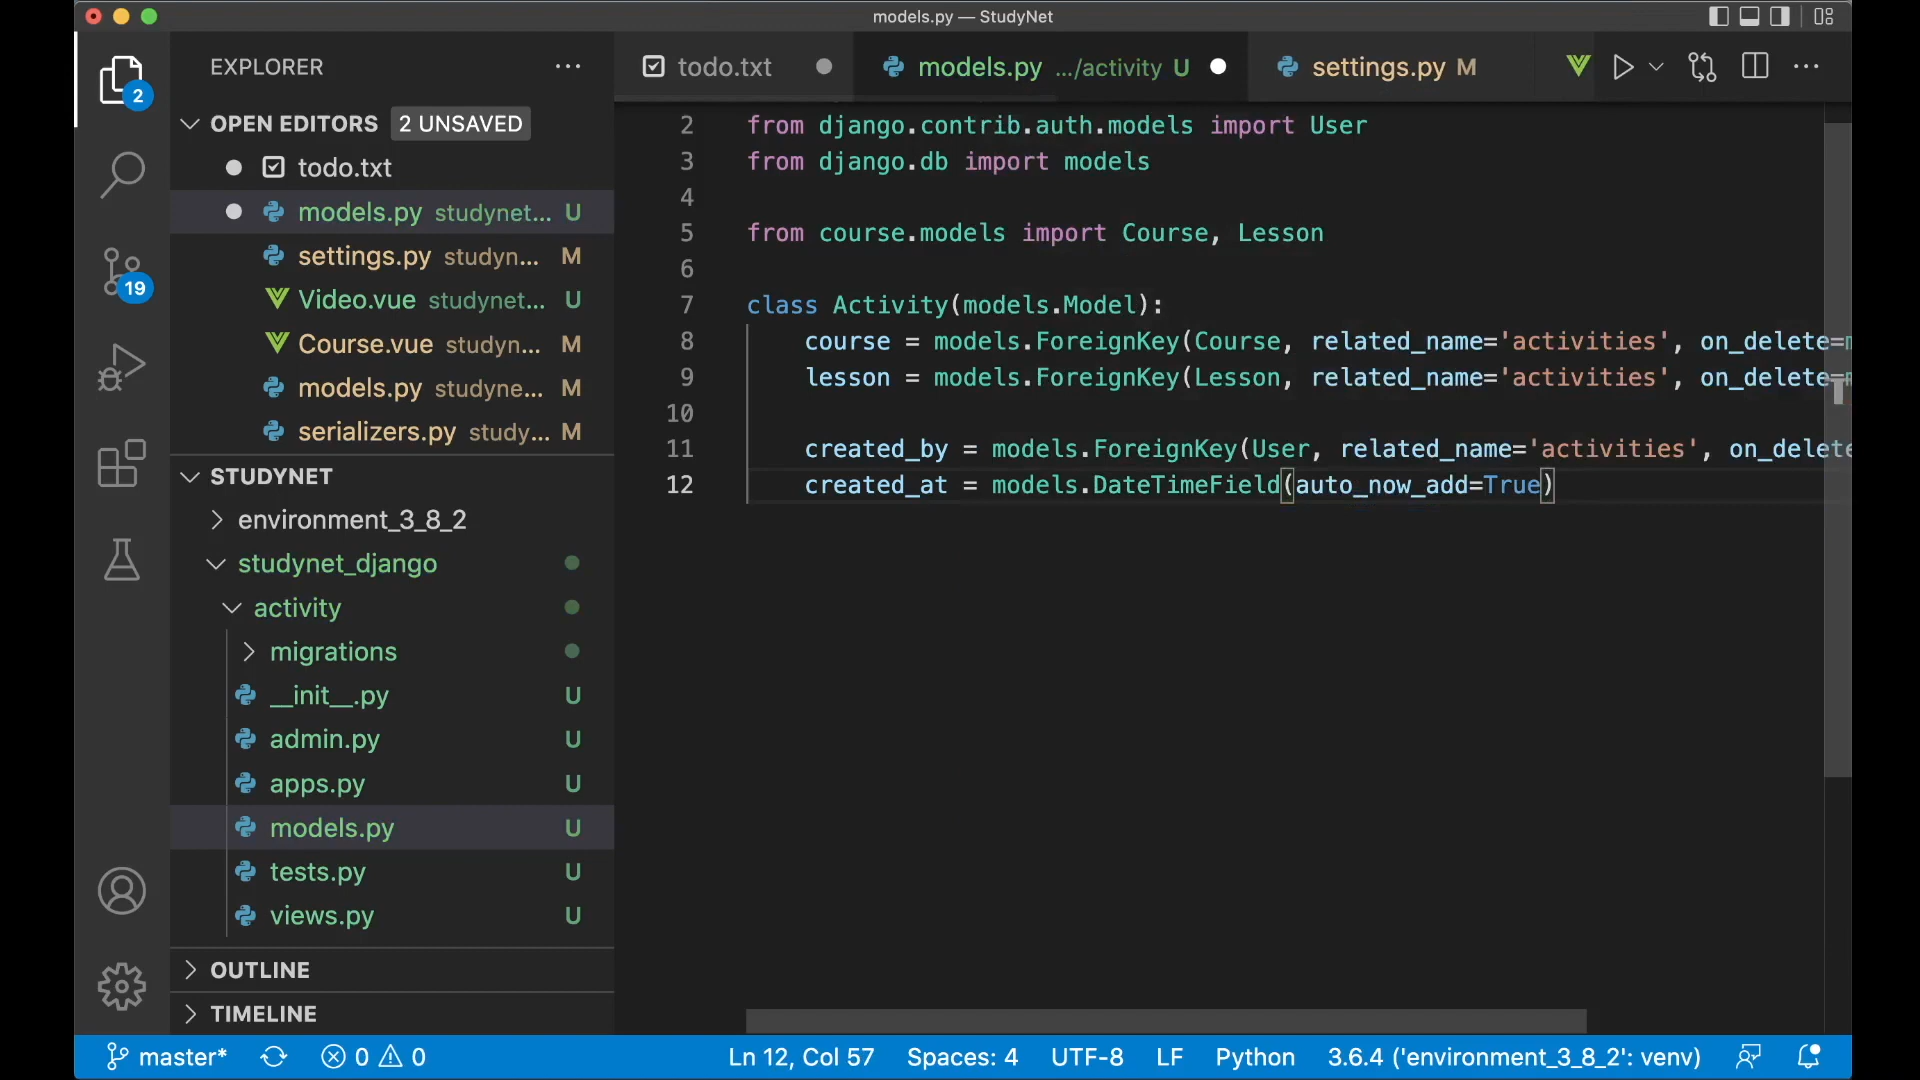 models.py — StudyNet
EXPLORER
todo.txt
models.py .../activity U
settings.py M
OPEN EDITORS 2 UNSAVED
todo.txt
models.py studynet... U
settings.py studyn... M
Video.vue studynet... U
Course.vue studyn... M
models.py studyne... M
serializers.py study... M
STUDYNET
environment_3_8_2
studynet_django
activity
migrations
__init__.py U
admin.py U
apps.py U
models.py U
tests.py U
views.py U
OUTLINE
TIMELINE
2
19
2 from django.contrib.auth.models import User
3 from django.db import models
4
5 from course.models import Course, Lesson
6
7 class Activity(models.Model):
8 course = models.ForeignKey(Course, related_name='activities', on_delete=
9 lesson = models.ForeignKey(Lesson, related_name='activities', on_delete=
10
11 created_by = models.ForeignKey(User, related_name='activities', on_delete
12 created_at = models.DateTimeField(auto_now_add=True)
master* 0 0 Ln 12, Col 57 Spaces: 4 UTF-8 LF Python 3.6.4 ('environment_3_8_2': venv)